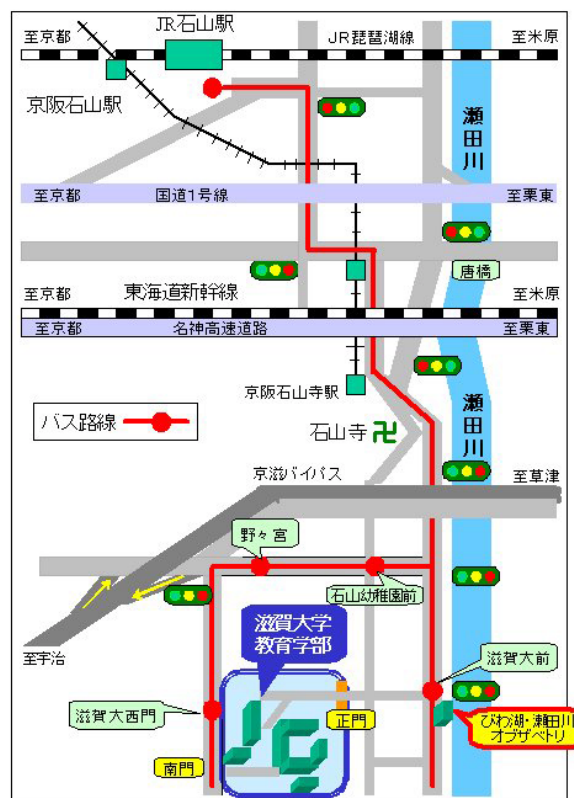 JR石山駅
至京都
JR琵琶湖線
至米原
京阪石山駅
瀬田川
至京都
国道1号線
至栗東
唐橋
至京都
東海道新幹線
至米原
至京都
名神高速道路
至栗東
京阪石山寺駅
バス路線
石山寺
瀬田川
京滋バイパス
至草津
野々宮
石山幼稚園前
滋賀大学
教育学部
至宇治
滋賀大前
滋賀大西門
正門
びわ湖・瀬田川
オブザベトリ
南門